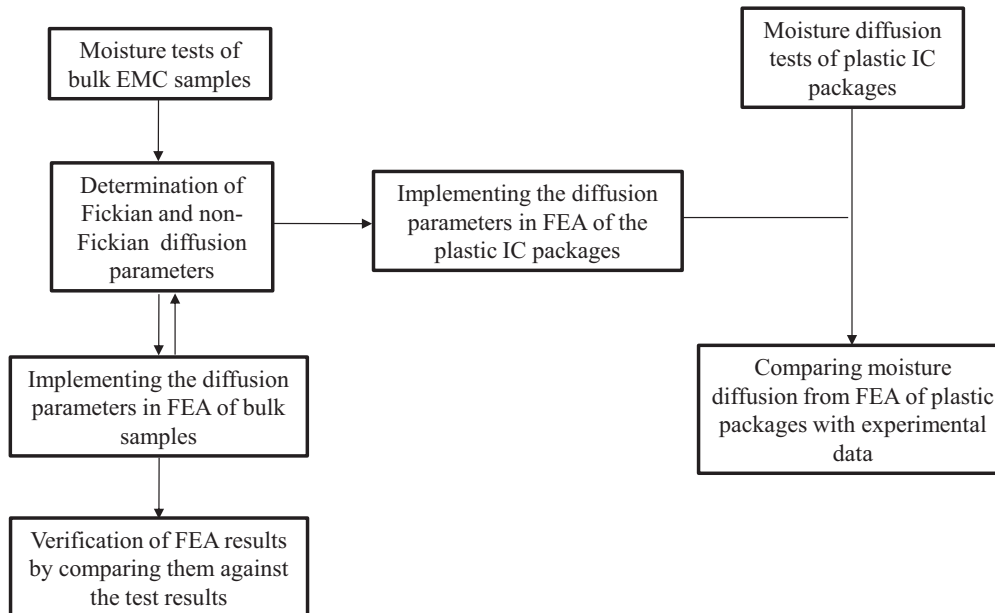 Moisture tests of
bulk EMC samples
Moisture diffusion
tests of plastic IC
packages
Determination of
Fickian and non-
Fickian diffusion
parameters
Implementing the diffusion
parameters in FEA of the
plastic IC packages
Implementing the diffusion
parameters in FEA of bulk
samples
Comparing moisture
diffusion from FEA of plastic
packages with experimental
data
Verification of FEA results
by comparing them against
the test results